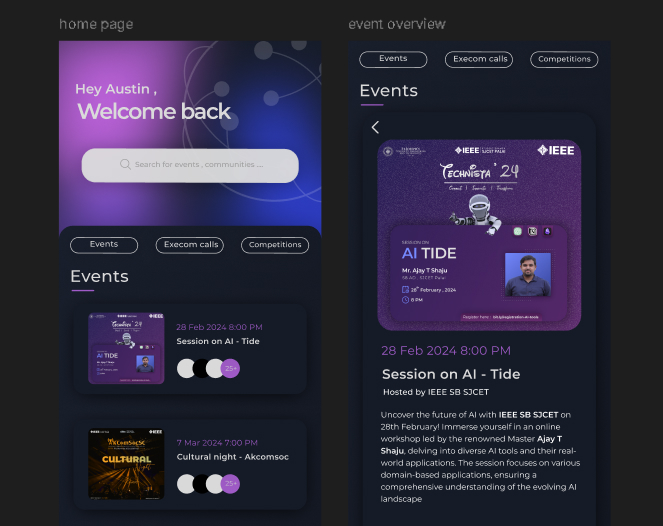 home page
Hey Austin ,
Welcome back
Search for events , communities ....
Events
Execom calls
Competitions
Events
TECHNISTA '24
AI TIDE
28 Feb 2024 8:00 PM
Session on AI - Tide
25+
CULTURAL
7 Mar 2024 7:00 PM
Cultural night - Akcomsoc
25+
event overview
Events
Execom calls
Competitions
Events
IEEE
SJCET PALAI
IEEE
TECHNISTA '24
SESSION ON
AI TIDE
Mr. Ajay T Shaju
28th February , 2024
8 PM
28 Feb 2024 8:00 PM
Session on AI - Tide
Hosted by IEEE SB SJCET
Uncover the future of AI with IEEE SB SJCET on
28th February! Immerse yourself in an online
workshop led by the renowned Master Ajay T
Shaju, delving into diverse AI tools and their real-
world applications. The session focuses on various
domain-based applications, ensuring a
comprehensive understanding of the evolving AI
landscape